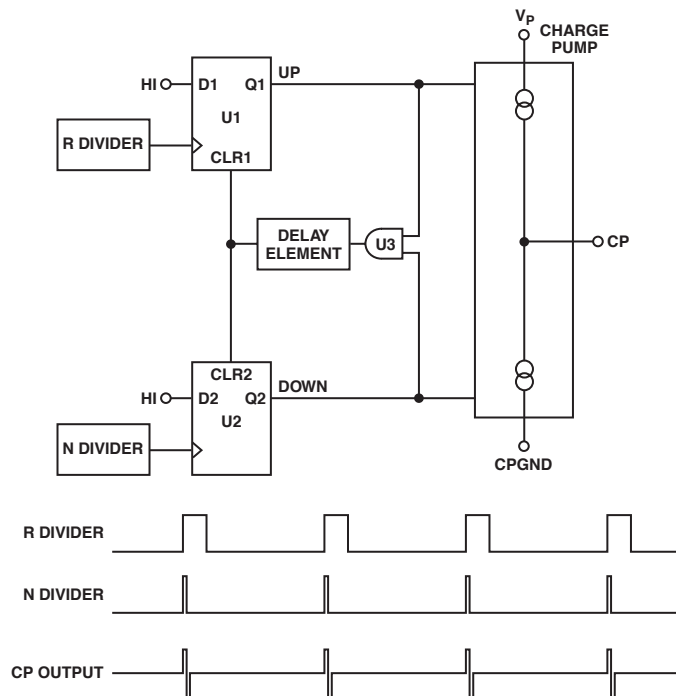 VP
CHARGE
PUMP
HI
D1
Q1
UP
U1
R DIVIDER
CLR1
DELAY
ELEMENT
U3
CP
CLR2
DOWN
HI
D2
Q2
U2
N DIVIDER
CPGND
R DIVIDER
N DIVIDER
CP OUTPUT